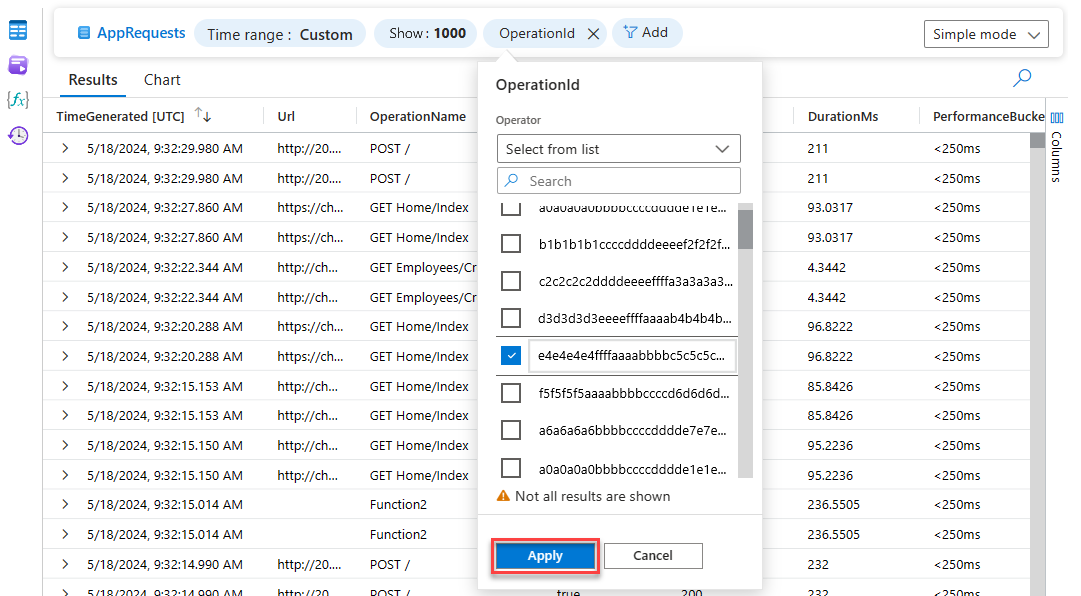 AppRequests Time range : Custom Show : 1000 OperationId Add Simple mode
Results Chart
OperationId
Operator
Select from list
Search
a0a0a0a0bbbbccccdddde1e1e...
b1b1b1b1ccccddddeeeef2f2f2f...
c2c2c2c2ddddeeeeffffa3a3a3a3...
d3d3d3d3eeeeffffaaaab4b4b4b...
e4e4e4e4ffffaaaabbbbc5c5c5c...
f5f5f5f5aaaabbbbccccd6d6d6d...
a6a6a6a6bbbbccccdddde7e7e...
a0a0a0a0bbbbccccdddde1e1e...
Not all results are shown
Apply Cancel
TimeGenerated [UTC] Url OperationName DurationMs PerformanceBucke
5/18/2024, 9:32:29.980 AM http://20.... POST / 211 <250ms
5/18/2024, 9:32:29.980 AM http://20.... POST / 211 <250ms
5/18/2024, 9:32:27.860 AM https://ch... GET Home/Index 93.0317 <250ms
5/18/2024, 9:32:27.860 AM https://ch... GET Home/Index 93.0317 <250ms
5/18/2024, 9:32:22.344 AM http://ch... GET Employees/Cr 4.3442 <250ms
5/18/2024, 9:32:22.344 AM http://ch... GET Employees/Cr 4.3442 <250ms
5/18/2024, 9:32:20.288 AM https://ch... GET Home/Index 96.8222 <250ms
5/18/2024, 9:32:20.288 AM https://ch... GET Home/Index 96.8222 <250ms
5/18/2024, 9:32:15.153 AM http://ch... GET Home/Index 85.8426 <250ms
5/18/2024, 9:32:15.153 AM http://ch... GET Home/Index 85.8426 <250ms
5/18/2024, 9:32:15.150 AM http://ch... GET Home/Index 95.2236 <250ms
5/18/2024, 9:32:15.150 AM http://ch... GET Home/Index 95.2236 <250ms
5/18/2024, 9:32:15.014 AM Function2 236.5505 <250ms
5/18/2024, 9:32:15.014 AM Function2 236.5505 <250ms
5/18/2024, 9:32:14.990 AM http://20.... POST / 232 <250ms
5/18/2024, 9:32:14.990 AM http://20.... POST / true 200 232 <250ms
Columns